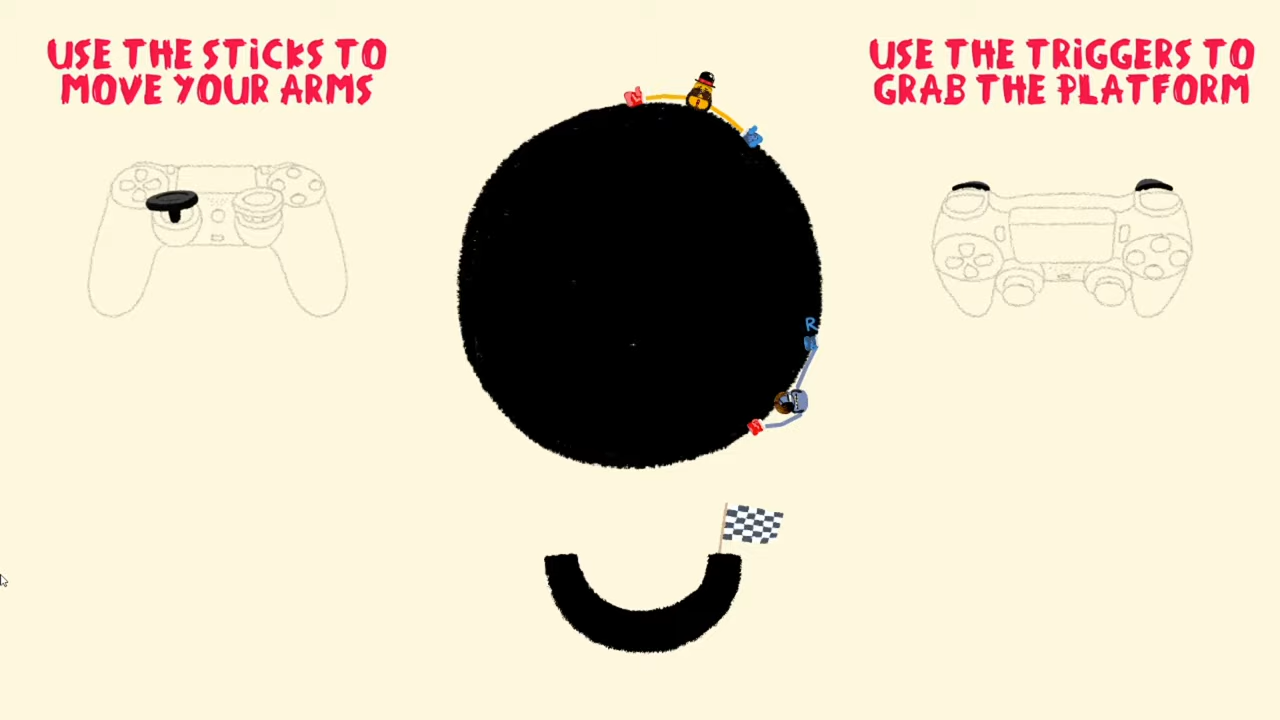 USE THE STICKS TO
MOVE YOUR ARMS
USE THE TRIGGERS TO
GRAB THE PLATFORM
R